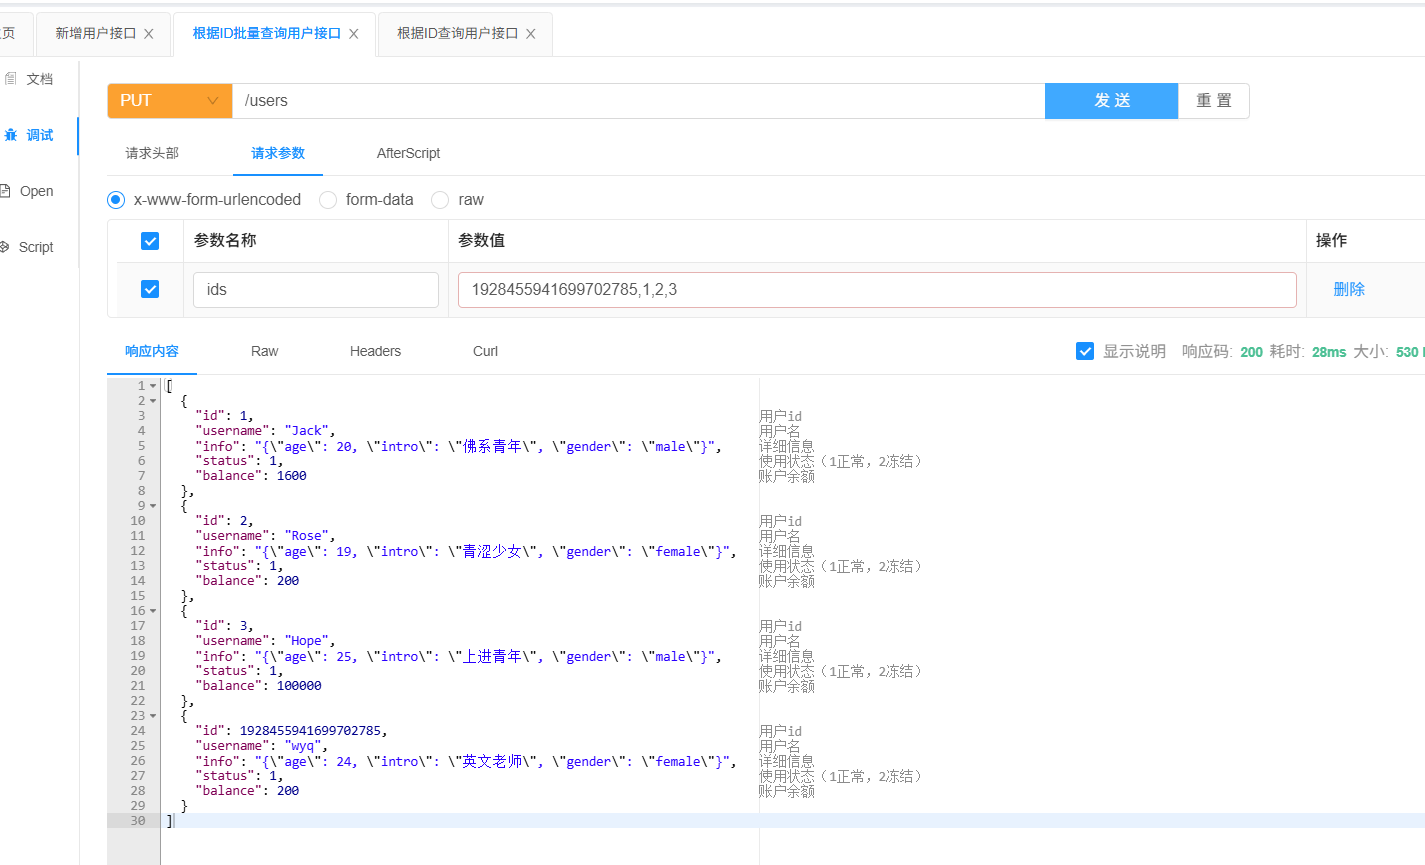 页
新增用户接口
根据ID批量查询用户接口
根据ID查询用户接口
文档
调试
Open
Script
PUT
/users
发 送
重 置
请求头部
请求参数
AfterScript
x-www-form-urlencoded
form-data
raw
参数名称
参数值
操作
ids
1928455941699702785,1,2,3
删除
响应内容
Raw
Headers
Curl
显示说明
响应码: 200 耗时: 28ms 大小: 530
1 [
2 {
3 "id": 1, 用户id
4 "username": "Jack", 用户名
5 "info": "{\"age\": 20, \"intro\": \"佛系青年\", \"gender\": \"male\"}", 详细信息
6 "status": 1, 使用状态（1正常，2冻结）
7 "balance": 1600 账户余额
8 },
9 {
10 "id": 2, 用户id
11 "username": "Rose", 用户名
12 "info": "{\"age\": 19, \"intro\": \"青涩少女\", \"gender\": \"female\"}", 详细信息
13 "status": 1, 使用状态（1正常，2冻结）
14 "balance": 200 账户余额
15 },
16 {
17 "id": 3, 用户id
18 "username": "Hope", 用户名
19 "info": "{\"age\": 25, \"intro\": \"上进青年\", \"gender\": \"male\"}", 详细信息
20 "status": 1, 使用状态（1正常，2冻结）
21 "balance": 100000 账户余额
22 },
23 {
24 "id": 1928455941699702785, 用户id
25 "username": "wyq", 用户名
26 "info": "{\"age\": 24, \"intro\": \"英文老师\", \"gender\": \"female\"}", 详细信息
27 "status": 1, 使用状态（1正常，2冻结）
28 "balance": 200 账户余额
29 }
30 ]